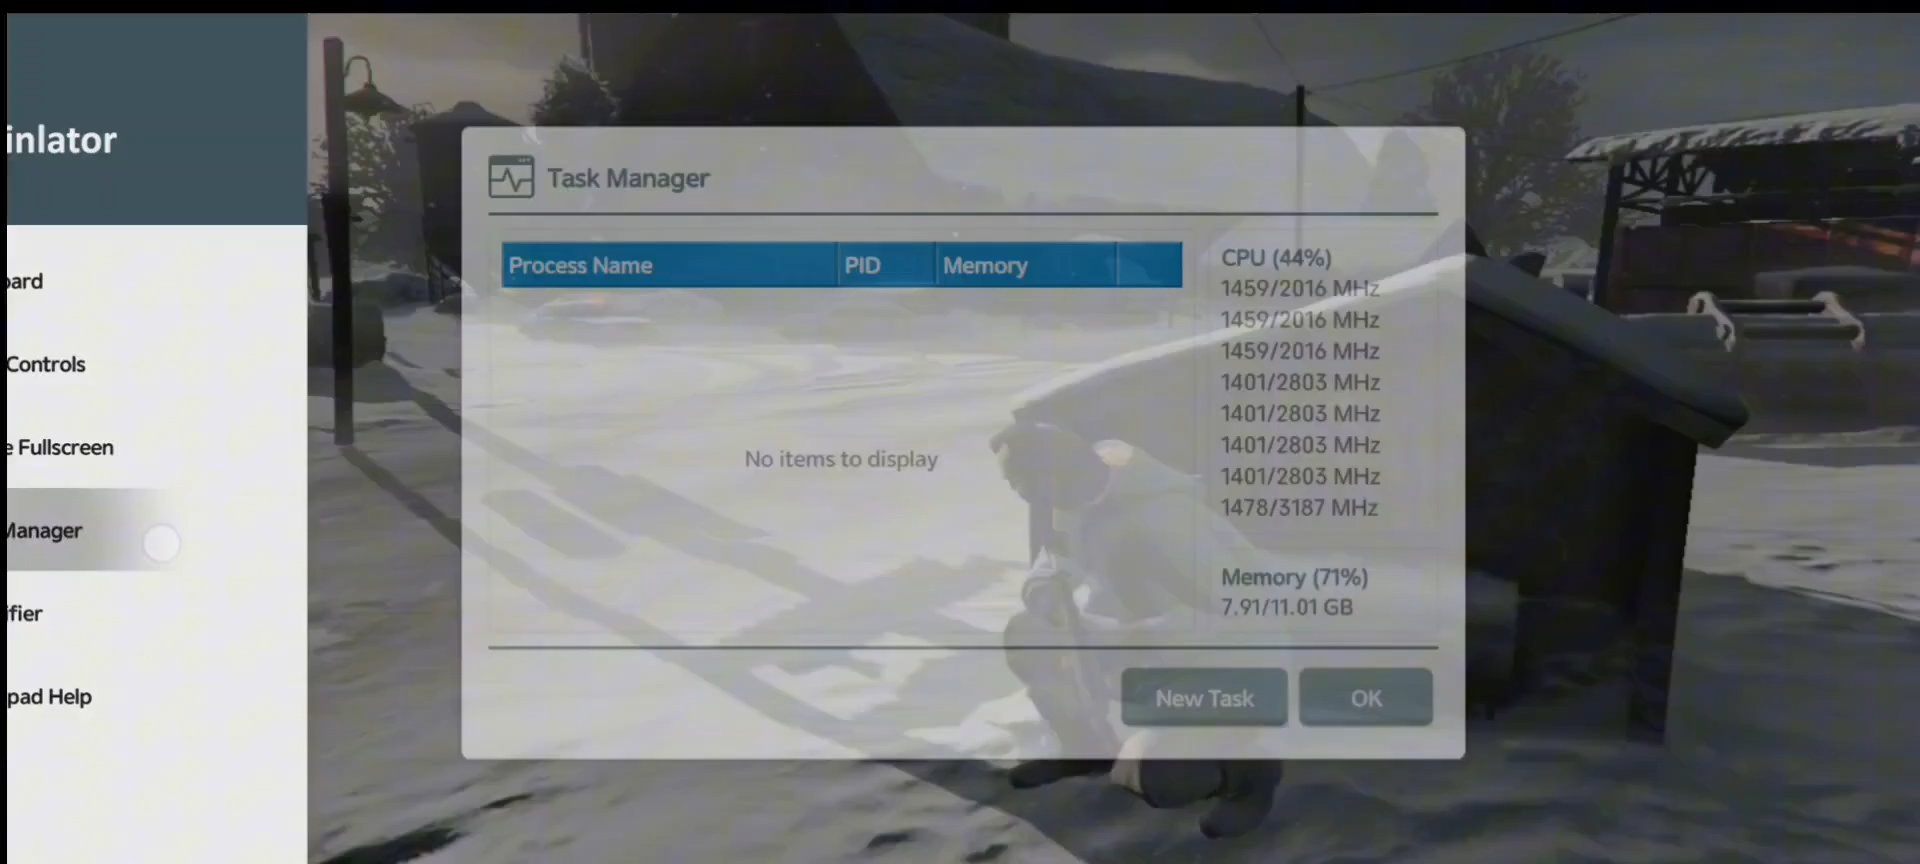 inlator
oard
Controls
e Fullscreen
Manager
ifier
pad Help
Task Manager
Process Name PID Memory
No items to display
CPU (44%)
1459/2016 MHz
1459/2016 MHz
1459/2016 MHz
1401/2803 MHz
1401/2803 MHz
1401/2803 MHz
1401/2803 MHz
1478/3187 MHz
Memory (71%)
7.91/11.01 GB
New Task OK